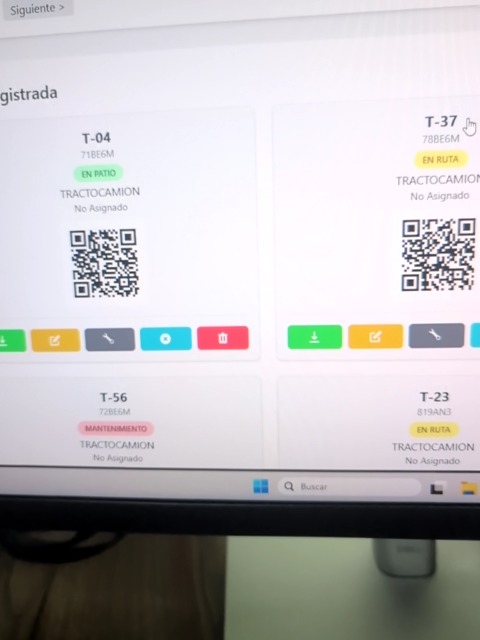 Siguiente >
gistrada
T-04
71BE6M
EN PATIO
TRACTOCAMION
No Asignado
T-37
78BE6M
EN RUTA
TRACTOCAMION
No Asignado
T-56
72BE6M
MANTENIMIENTO
TRACTOCAMION
No Asignado
T-23
819AN3
EN RUTA
TRACTOCAMION
No Asignado
Buscar